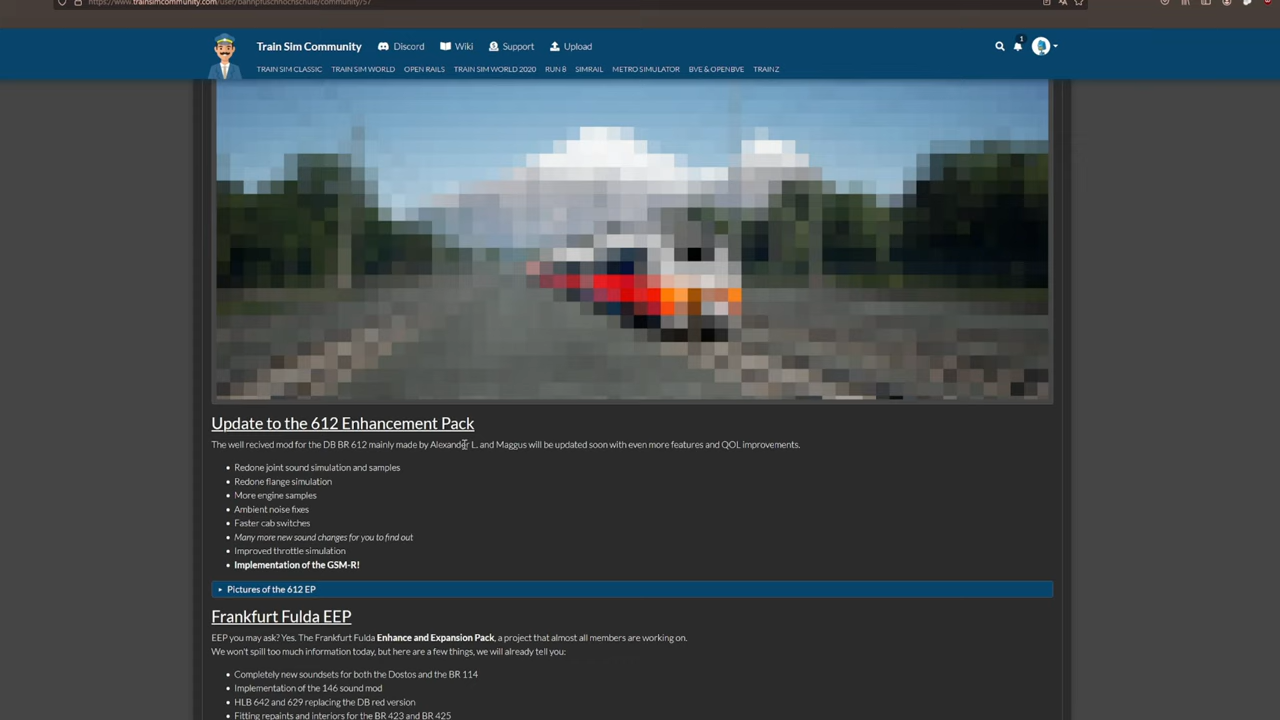 https://www.trainsimcommunity.com/user/bahnpfuschhochschule/community/57
Train Sim Community
Discord
Wiki
Support
Upload
1
TRAIN SIM CLASSIC
TRAIN SIM WORLD
OPEN RAILS
TRAIN SIM WORLD 2020
RUN 8
SIMRAIL
METRO SIMULATOR
BVE & OPENBVE
TRAINZ
Update to the 612 Enhancement Pack
The well recived mod for the DB BR 612 mainly made by Alexander L. and Maggus will be updated soon with even more features and QOL improvements.
Redone joint sound simulation and samples
Redone flange simulation
More engine samples
Ambient noise fixes
Faster cab switches
Many more new sound changes for you to find out
Improved throttle simulation
Implementation of the GSM-R!
Pictures of the 612 EP
Frankfurt Fulda EEP
EEP you may ask? Yes. The Frankfurt Fulda Enhance and Expansion Pack, a project that almost all members are working on.
We won't spill too much information today, but here are a few things, we will already tell you:
Completely new soundsets for both the Dostos and the BR 114
Implementation of the 146 sound mod
HLB 642 and 629 replacing the DB red version
Fitting repaints and interiors for the BR 423 and BR 425